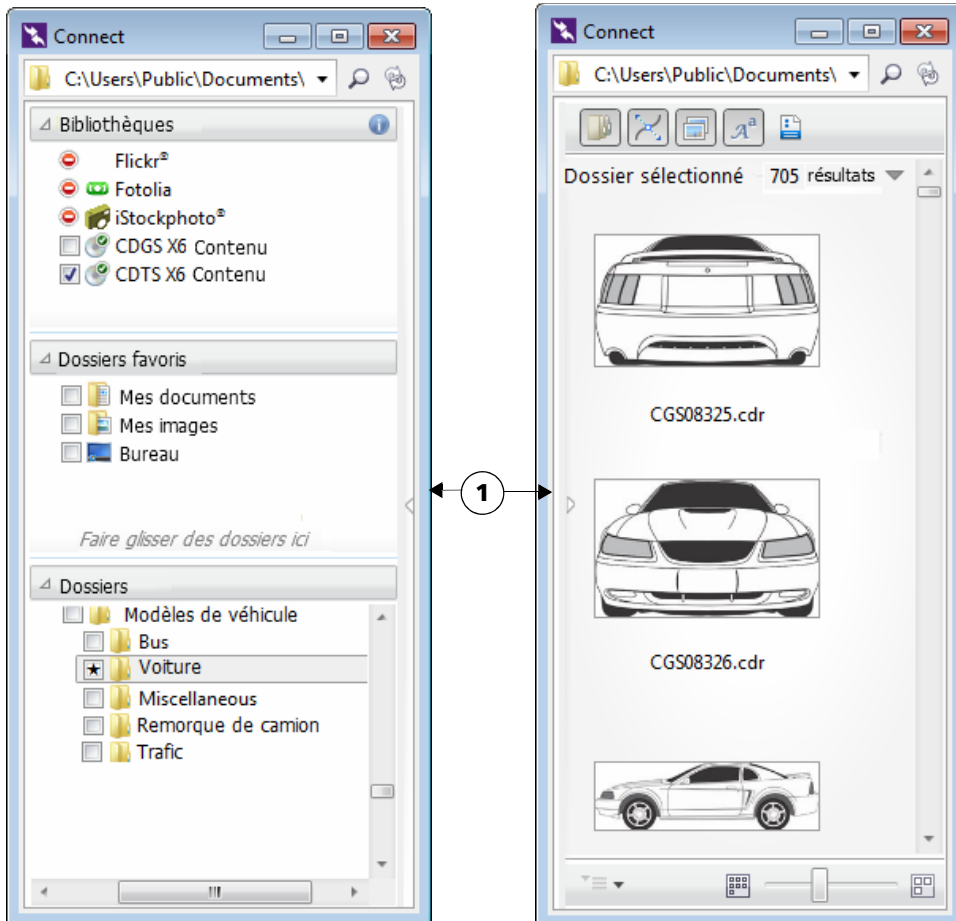 Connect
C:\Users\Public\Documents\
Bibliothèques
Flickr®
Fotolia
iStockphoto®
CDGS X6 Contenu
CDTS X6 Contenu
Dossiers favoris
Mes documents
Mes images
Bureau
Faire glisser des dossiers ici
Dossiers
Modèles de véhicule
Bus
Voiture
Miscellaneous
Remorque de camion
Trafic
1
Connect
C:\Users\Public\Documents\
Dossier sélectionné 705 résultats
CGS08325.cdr
CGS08326.cdr